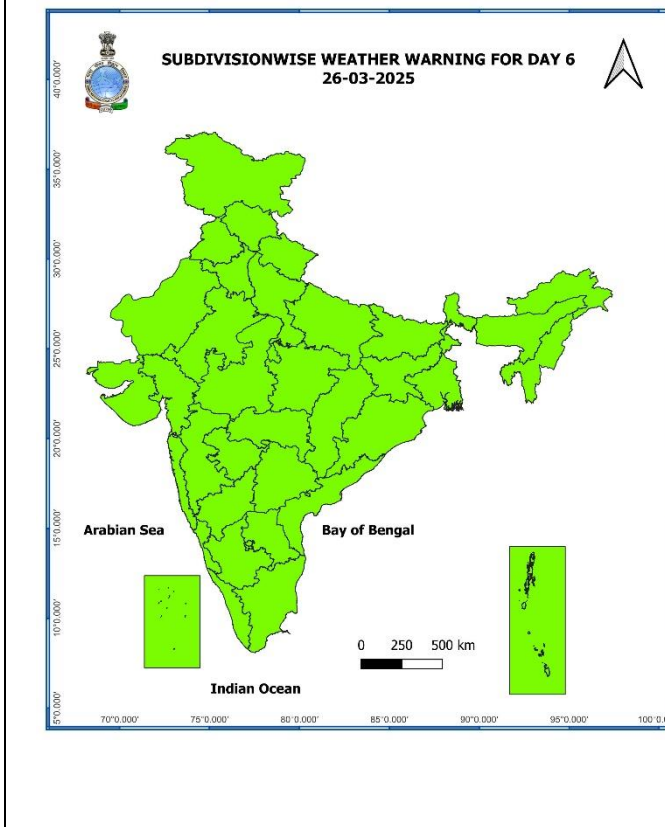 SUBDIVISIONWISE WEATHER WARNING FOR DAY 6
26-03-2025
40°0.000'
35°0.000'
30°0.000'
25°0.000'
20°0.000'
15°0.000'
10°0.000'
5°0.000'
Arabian Sea
Bay of Bengal
0 250 500 km
Indian Ocean
70°0.000' 75°0.000' 80°0.000' 85°0.000' 90°0.000' 95°0.000' 100°0.